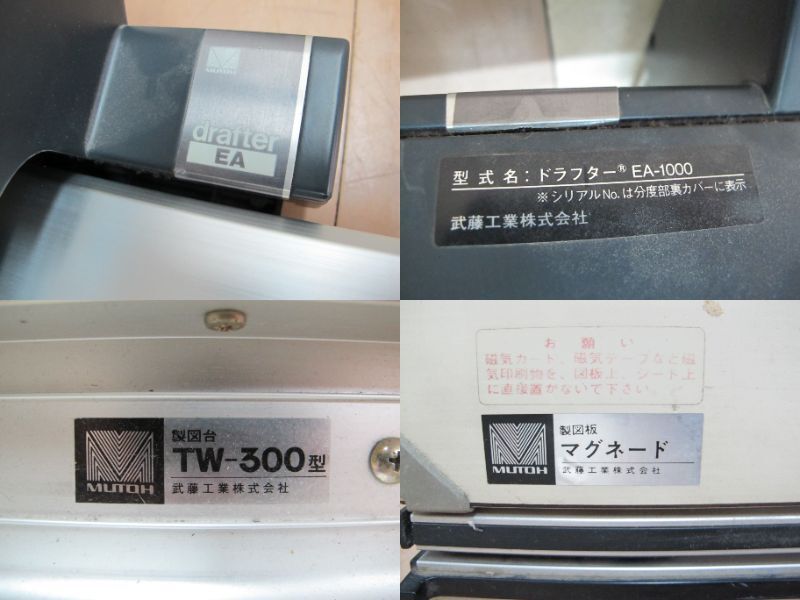 MUTOH
drafter
EA
型式名:ドラフター® EA-1000
※シリアルNo.は分度部裏カバーに表示
武藤工業株式会社
製図台
TW-300型
MUTOH
武藤工業株式会社
お願い
磁気カード、磁気テープなど磁
気印刷物を、図板上、シート上
に直接置かないで下さい。
製図板
マグネード
MUTOH
武藤工業株式会社